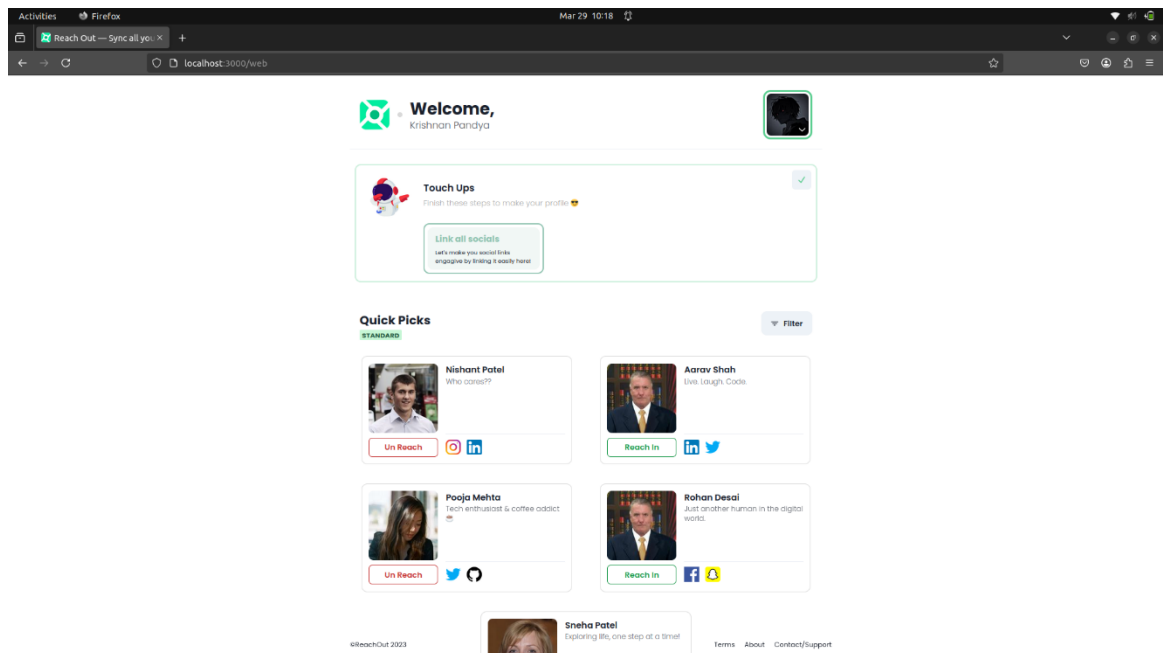 Activities
Firefox
Mar 29 10:18
Reach Out — Sync all you
localhost:3000/web
Welcome,
Krishnan Pandya
Touch Ups
Finish these steps to make your profile 😎
Link all socials
Let's make you social links
engagive by linking it easily here!
Quick Picks
STANDARD
Filter
Nishant Patel
Who cares??
Un Reach
Aarav Shah
Live. Laugh. Code.
Reach In
Pooja Mehta
Tech enthusiast & coffee addict
☕
Un Reach
Rohan Desai
Just another human in the digital
world.
Reach In
Sneha Patel
Exploring life, one step at a time!
©ReachOut 2023
Terms About Contact/Support